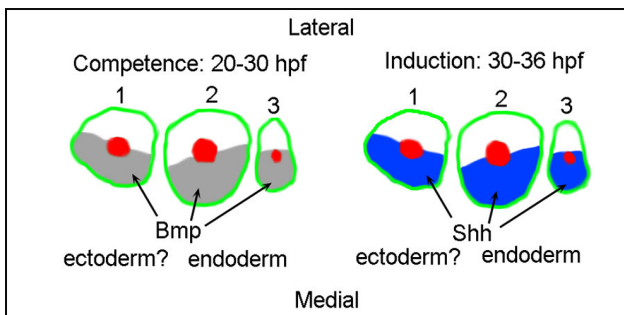 Lateral
Competence: 20-30 hpf
1 2 3
Bmp
ectoderm? endoderm
Induction: 30-36 hpf
1 2 3
Shh
ectoderm? endoderm
Medial